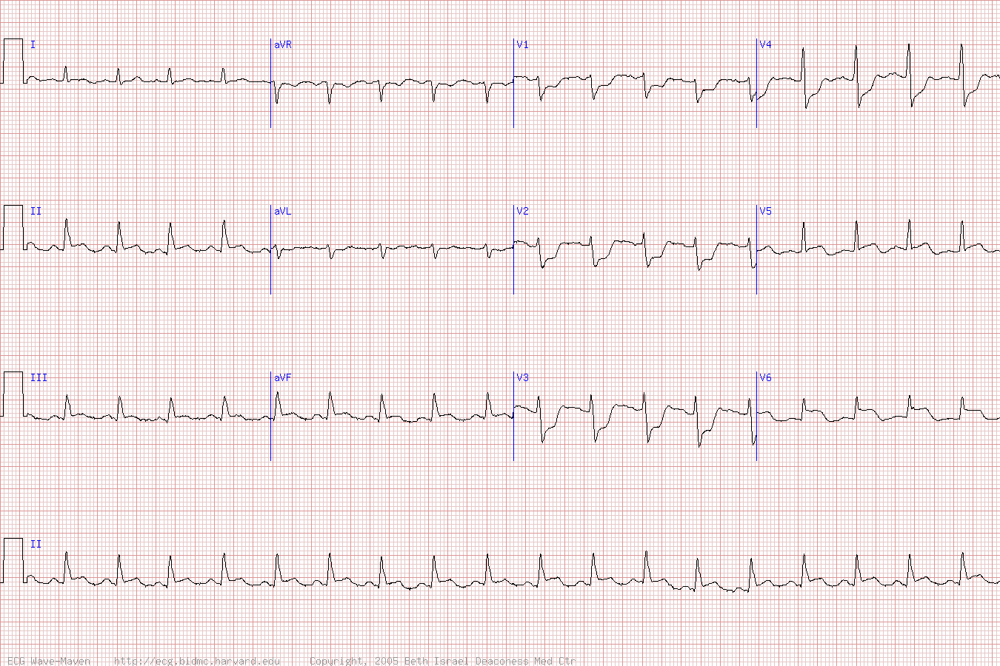 I aVR V1 V4
II aVL V2 V5
III aVF V3 V6
II
ECG Wave-Maven http://ecg.bidmc.harvard.edu Copyright, 2005 Beth Israel Deaconess Med Ctr